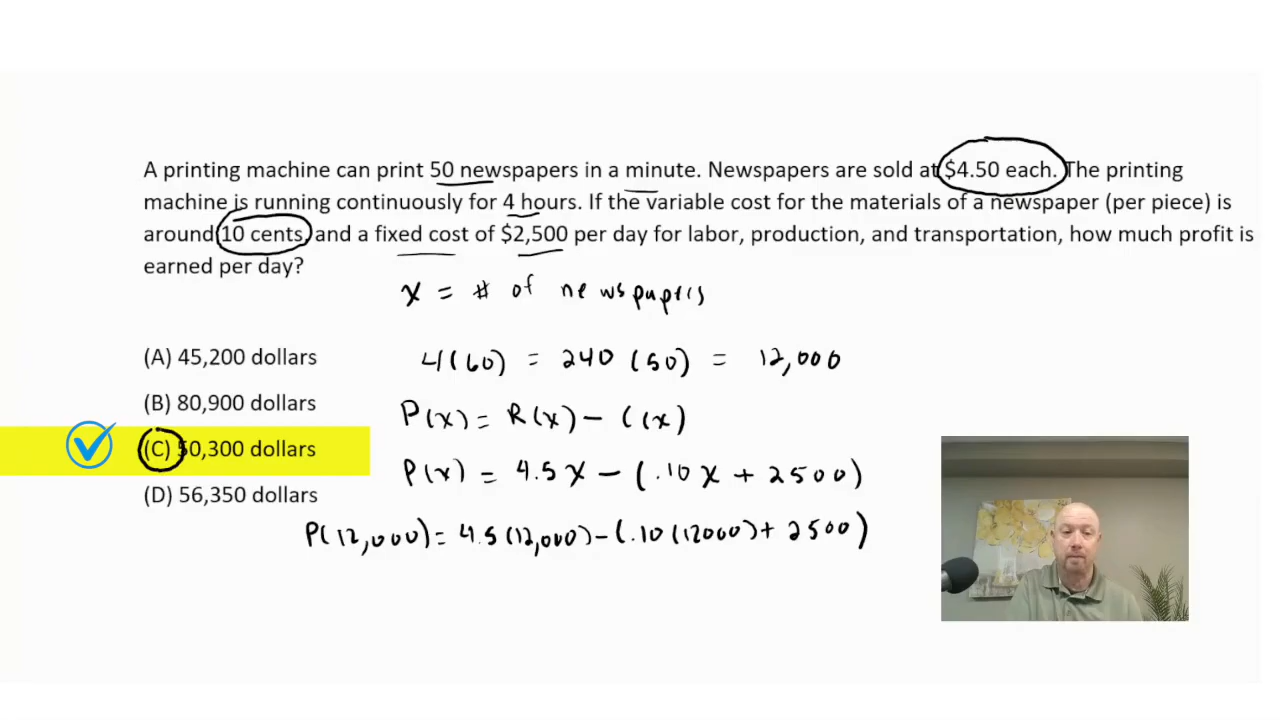 A printing machine can print 50 newspapers in a minute. Newspapers are sold at $4.50 each. The printing
machine is running continuously for 4 hours. If the variable cost for the materials of a newspaper (per piece) is
around 10 cents, and a fixed cost of $2,500 per day for labor, production, and transportation, how much profit is
earned per day?
x = # of newspapers
(A) 45,200 dollars
4(60) = 240 (50) = 12,000
(B) 80,900 dollars
P(x) = R(x) - C(x)
(C) 50,300 dollars
P(x) = 4.5x - (.10x + 2500)
(D) 56,350 dollars
P(12,000) = 4.5(12,000) - (.10(12000) + 2500)